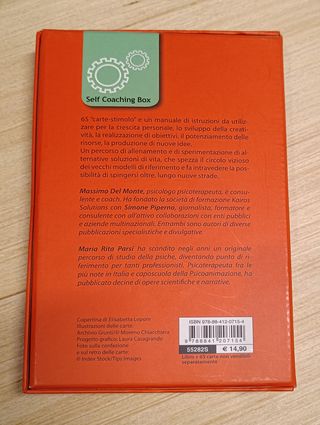 Self Coaching Box
65 "carte-stimolo" e un manuale di istruzioni da utiliz-
zare per la crescita personale, lo sviluppo della creati-
vità, la realizzazione di obiettivi, il potenziamento delle
risorse, la produzione di nuove idee.
Un percorso di allenamento e di sperimentazione di al-
ternative soluzioni di vita, che spezza il circolo vizioso
dei vecchi modelli di riferimento e fa intravedere la pos-
sibilità di spingersi oltre, lungo nuove strade.
Massimo Del Monte, psicologo psicoterapeuta, è consu-
lente e coach. Ha fondato la società di formazione Kairos
Solutions con Simone Piperno, giornalista, formatore e
consulente con all'attivo collaborazioni con enti pubblici
e aziende multinazionali. Entrambi sono autori di diverse
pubblicazioni specialistiche e divulgative.
Maria Rita Parsi ha scandito negli anni un originale
percorso di studio della psiche, diventando punto di ri-
ferimento per tanti professionisti. Psicoterapeuta fra le
più note in Italia e caposcuola della Psicoanimazione, ha
pubblicato decine di opere scientifiche e narrative.
Copertina di Elisabetta Lepore
Illustrazioni delle carte:
Archivio Giunti/© Moreno Chiacchiera
Progetto grafico: Laura Casagrande
Foto sulla confezione
e sul retro delle carte:
© Index Stock/Tips Images
ISBN 978-88-412-0715-4
9 788841 207154
55282S
€ 14,90
Libro e 65 carte non vendibili
separatamente